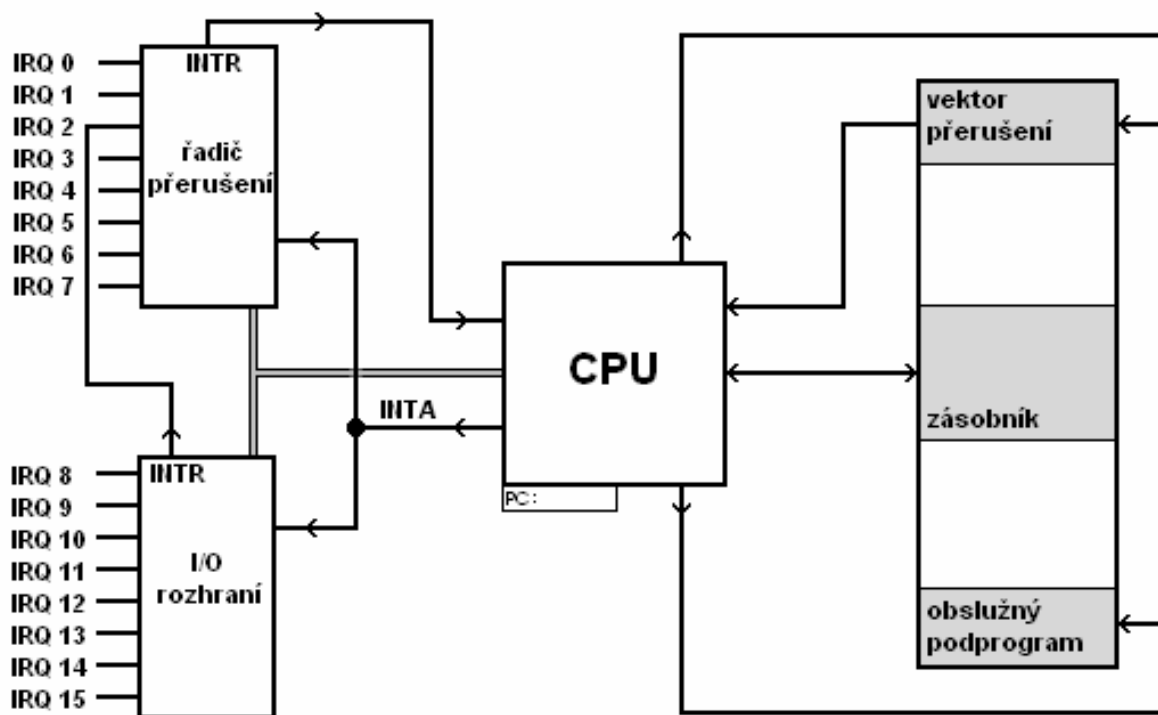 IRQ 0
IRQ 1
IRQ 2
IRQ 3
IRQ 4
IRQ 5
IRQ 6
IRQ 7
INTR
řadič
přerušení
IRQ 8
IRQ 9
IRQ 10
IRQ 11
IRQ 12
IRQ 13
IRQ 14
IRQ 15
INTR
I/O
rozhraní
INTA
CPU
PC:
vektor
přerušení
zásobník
obslužný
podprogram